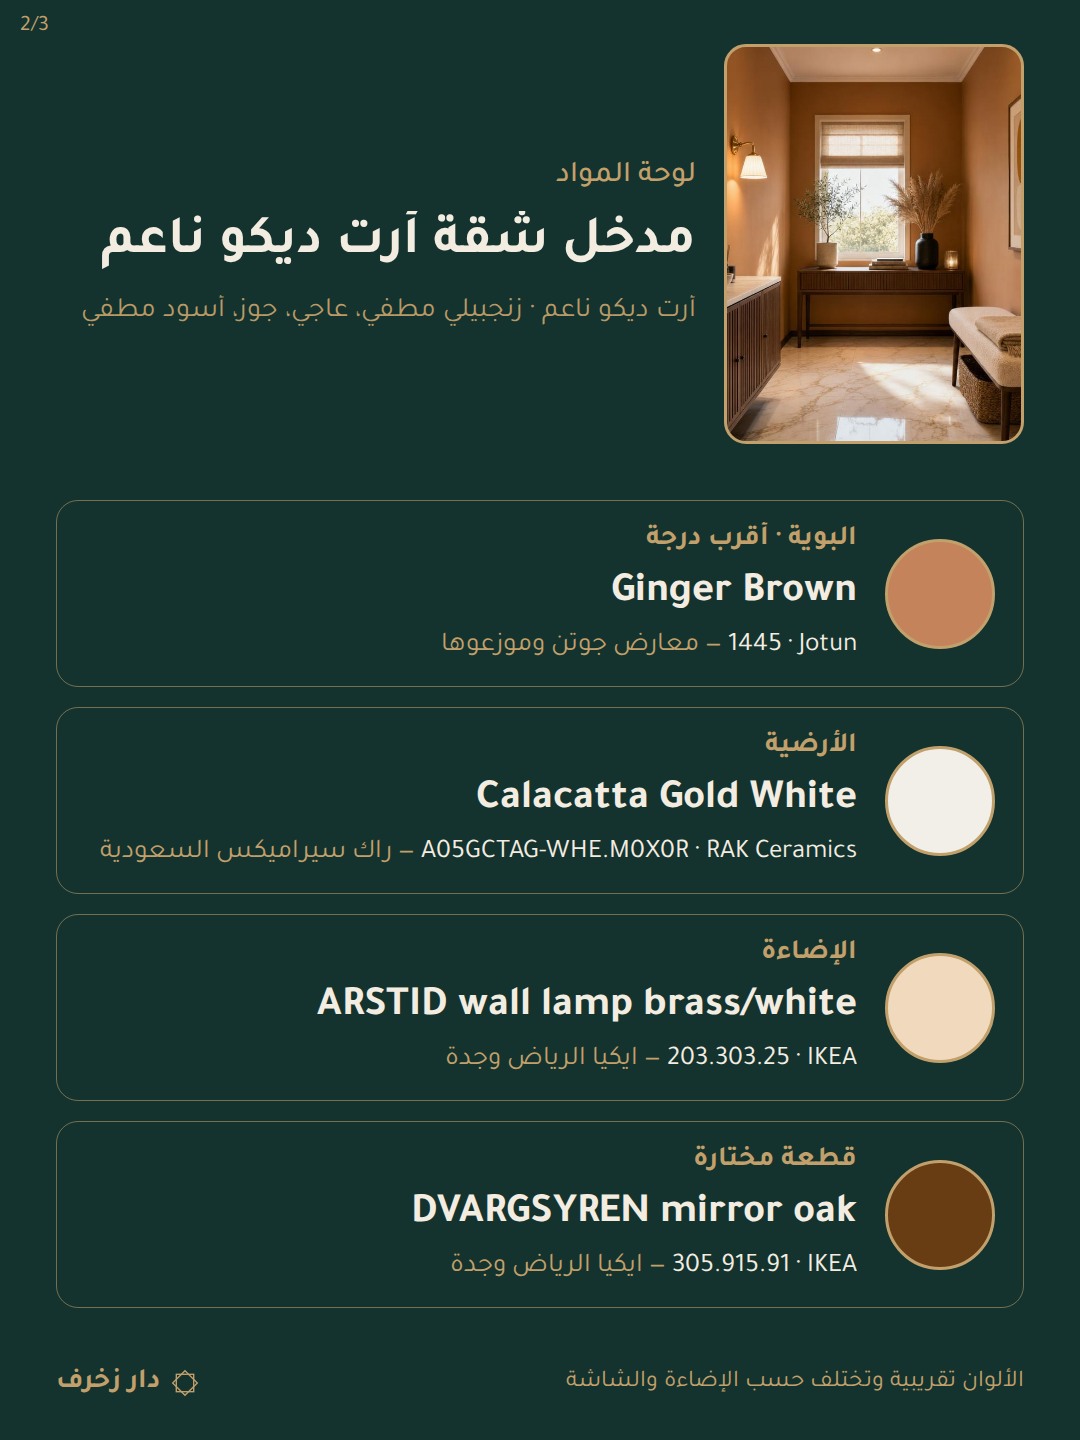 2/3
لوحة المواد
مدخل شقة آرت ديكو ناعم
آرت ديكو ناعم · زنجبيلي مطفي، عاجي، جوز، أسود مطفي
البوية · أقرب درجة
Ginger Brown
1445 · Jotun – معارض جوتن وموزعوها
الأرضية
Calacatta Gold White
A05GCTAG-WHE.M0X0R · RAK Ceramics – راك سيراميكس السعودية
الإضاءة
ARSTID wall lamp brass/white
203.303.25 · IKEA – ايكيا الرياض وجدة
قطعة مختارة
DVARGSYREN mirror oak
305.915.91 · IKEA – ايكيا الرياض وجدة
الألوان تقريبية وتختلف حسب الإضاءة والشاشة
دار زخرف